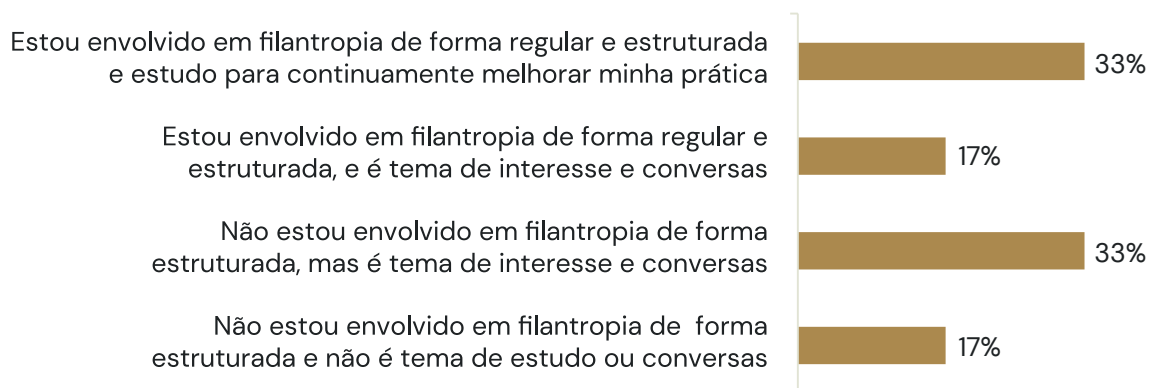 Estou envolvido em filantropia de forma regular e estruturada
e estudo para continuamente melhorar minha prática
33%
Estou envolvido em filantropia de forma regular e
estruturada, e é tema de interesse e conversas
17%
Não estou envolvido em filantropia de forma
estruturada, mas é tema de interesse e conversas
33%
Não estou envolvido em filantropia de forma
estruturada e não é tema de estudo ou conversas
17%